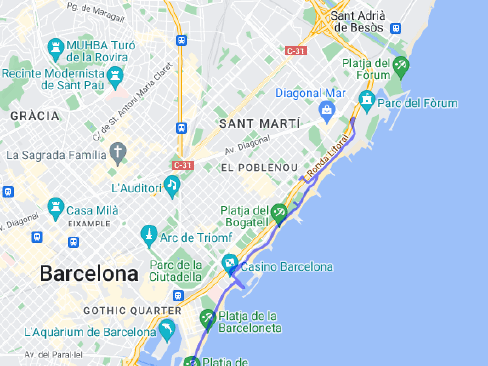 Pg. de Maragall
Sant Adrià
de Besòs
MUHBA Turó
de la Rovira
C-31
Platja del
Fòrum
Recinte Modernista
de Sant Pau
C. de St. Antoni Maria Claret
Diagonal Mar
Parc del Fòrum
GRÀCIA
SANT MARTÍ
Ronda Litoral
La Sagrada Família
Av. Diagonal
C-31
EL POBLENOU
L'Auditori
Av. Diagonal
Casa Milà
EIXAMPLE
Platja del
Bogatell
Arc de Triomf
Barcelona
Parc de la
Ciutadella
Casino Barcelona
GOTHIC QUARTER
Platja de la
Barceloneta
L'Aquàrium de Barcelona
Av. del Paral·lel
Platja de